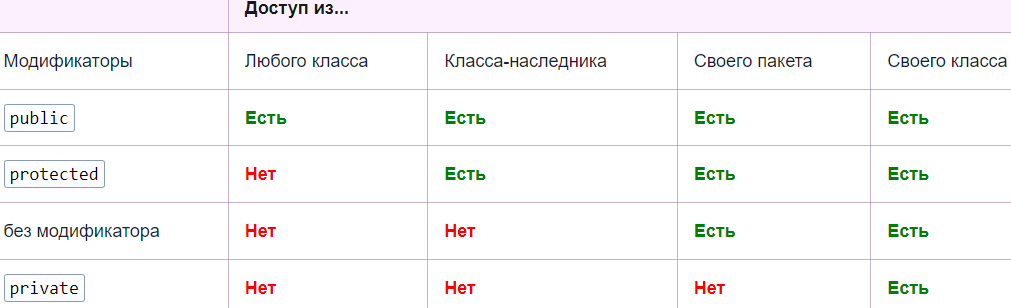 Доступ из...
Модификаторы Любого класса Класса-наследника Своего пакета Своего класса
public Есть Есть Есть Есть
protected Нет Есть Есть Есть
без модификатора Нет Нет Есть Есть
private Нет Нет Нет Есть